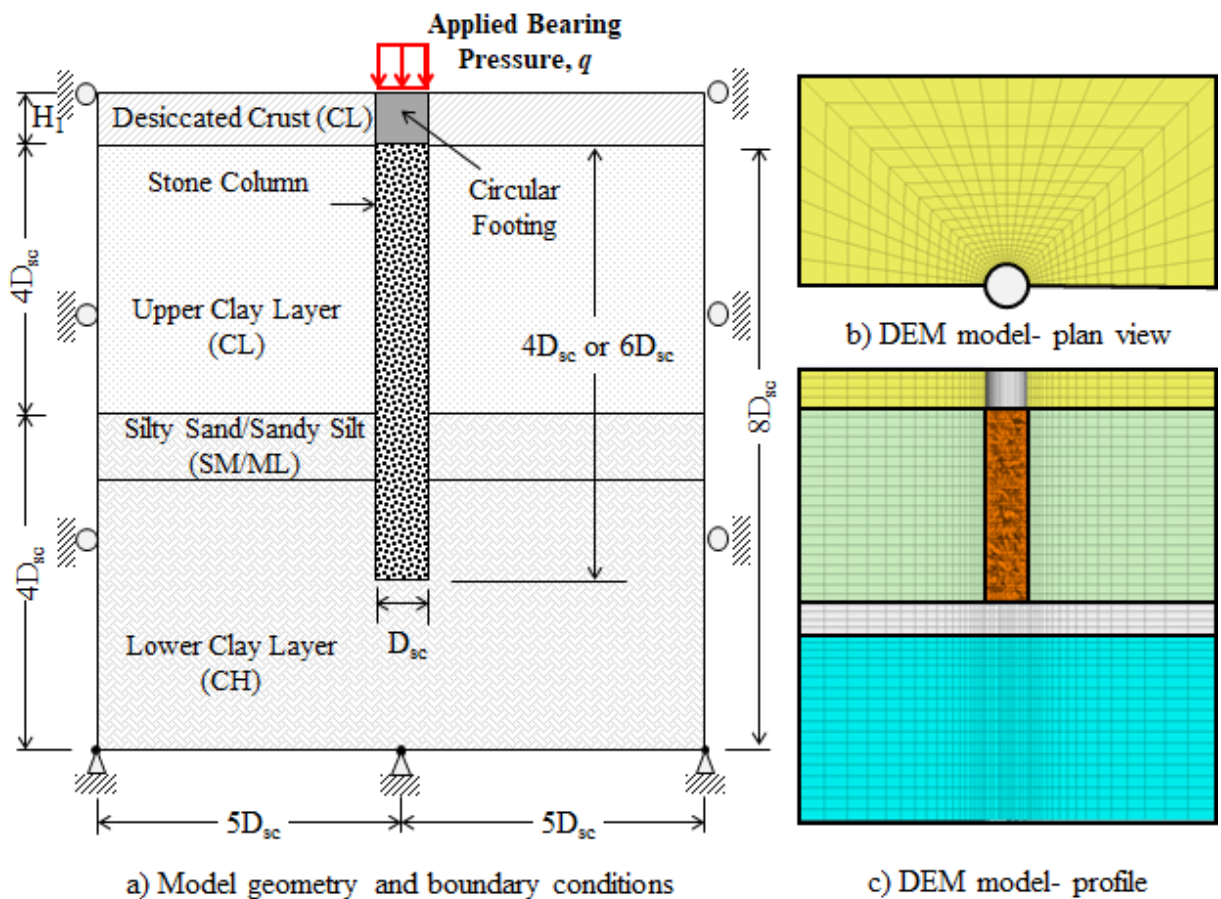 Applied Bearing
Pressure, q
H1
Desiccated Crust (CL)
Stone Column
Circular
Footing
4Dsc
Upper Clay Layer
(CL)
4Dsc or 6Dsc
8Dsc
Silty Sand/Sandy Silt
(SM/ML)
4Dsc
Lower Clay Layer
(CH)
Dsc
5Dsc
5Dsc
a) Model geometry and boundary conditions
b) DEM model- plan view
c) DEM model- profile